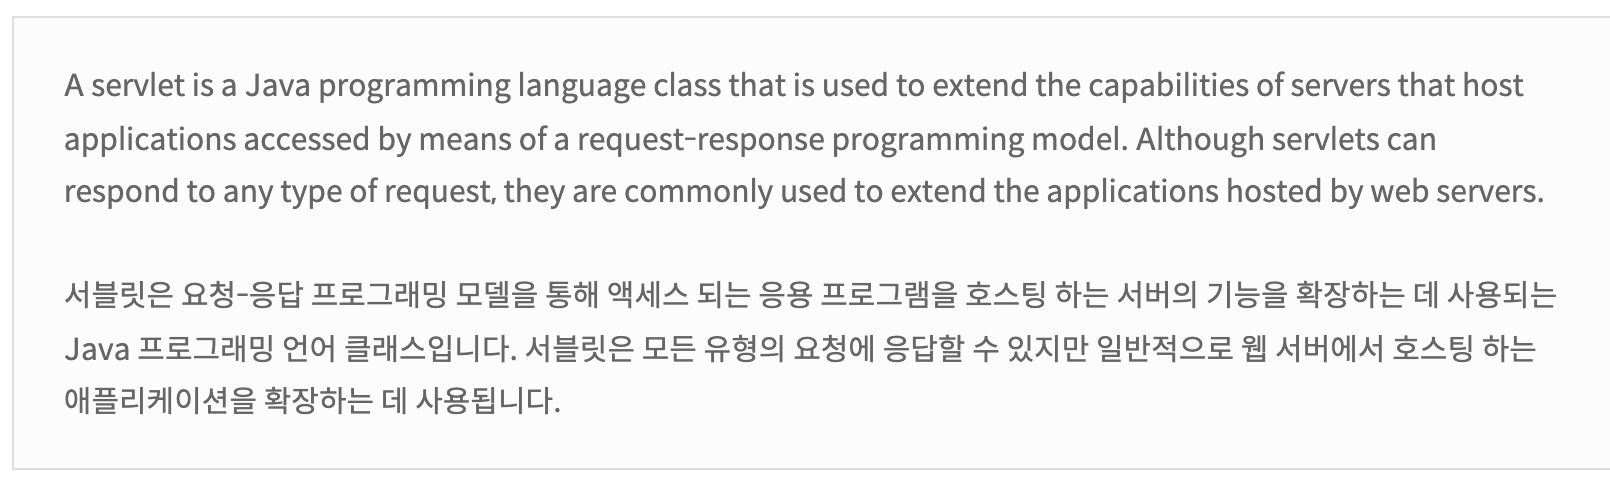 A servlet is a Java programming language class that is used to extend the capabilities of servers that host
applications accessed by means of a request-response programming model. Although servlets can
respond to any type of request, they are commonly used to extend the applications hosted by web servers.
서블릿은 요청-응답 프로그래밍 모델을 통해 액세스 되는 응용 프로그램을 호스팅 하는 서버의 기능을 확장하는 데 사용되는
Java 프로그래밍 언어 클래스입니다. 서블릿은 모든 유형의 요청에 응답할 수 있지만 일반적으로 웹 서버에서 호스팅 하는
애플리케이션을 확장하는 데 사용됩니다.